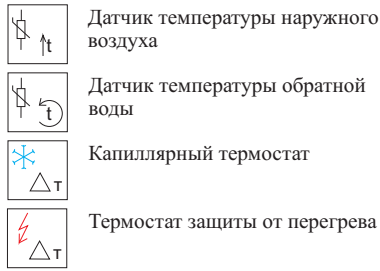 t
Датчик температуры наружного
воздуха
t
Датчик температуры обратной
воды
T
Капиллярный термостат
T
Термостат защиты от перегрева